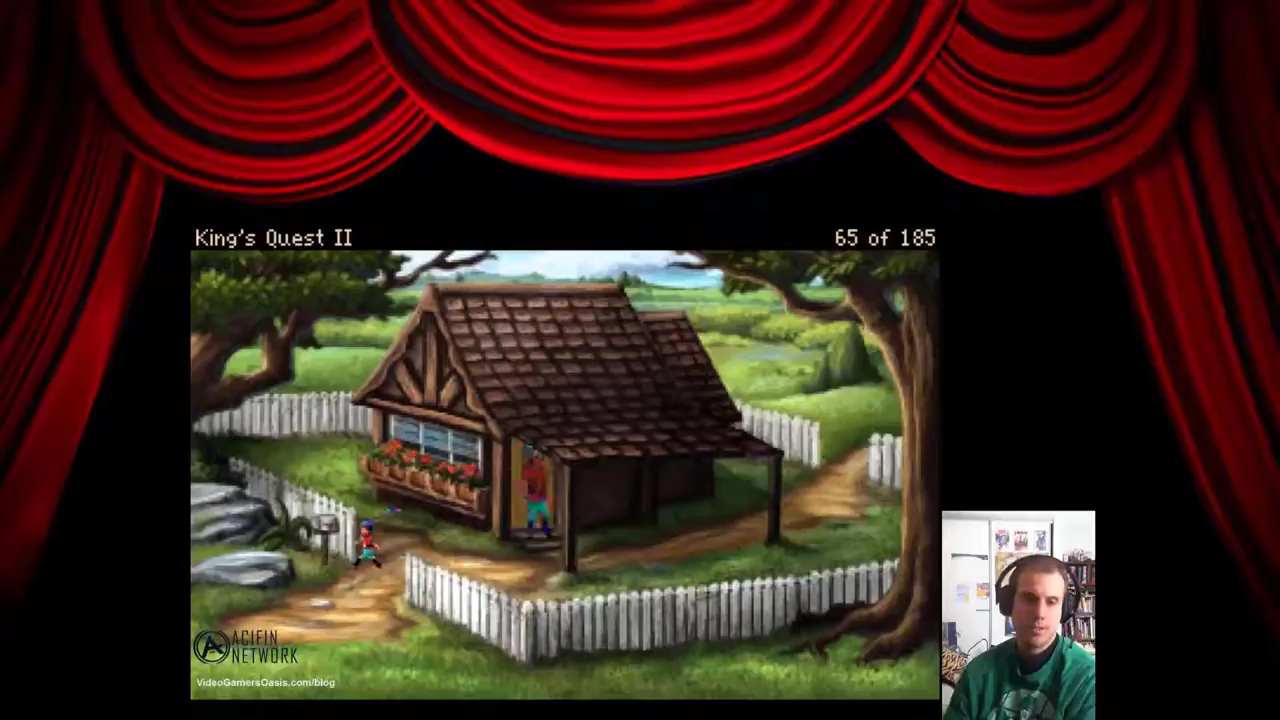 King's Quest II
65 of 185
ACIFIN
NETWORK
VideoGamersOasis.com/blog